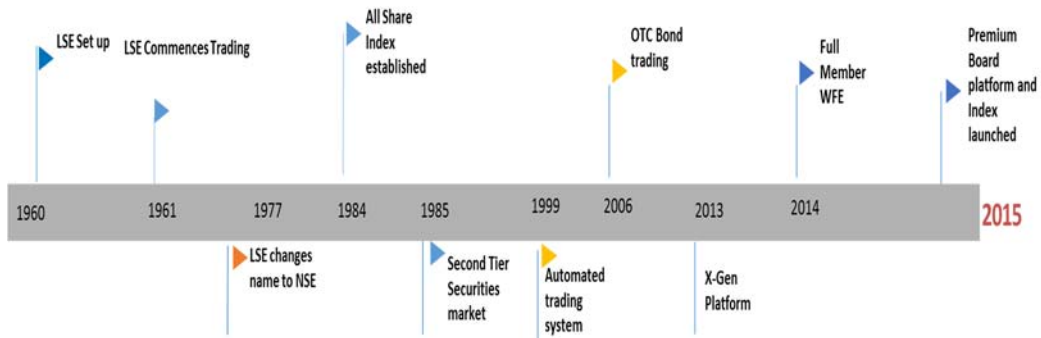 LSE Set up
LSE Commences Trading
All Share
Index
established
OTC Bond
trading
Full
Member
WFE
Premium
Board
platform and
Index
launched
1960
1961
1977
1984
1985
1999
2006
2013
2014
2015
LSE changes
name to NSE
Second Tier
Securities
market
Automated
trading
system
X-Gen
Platform